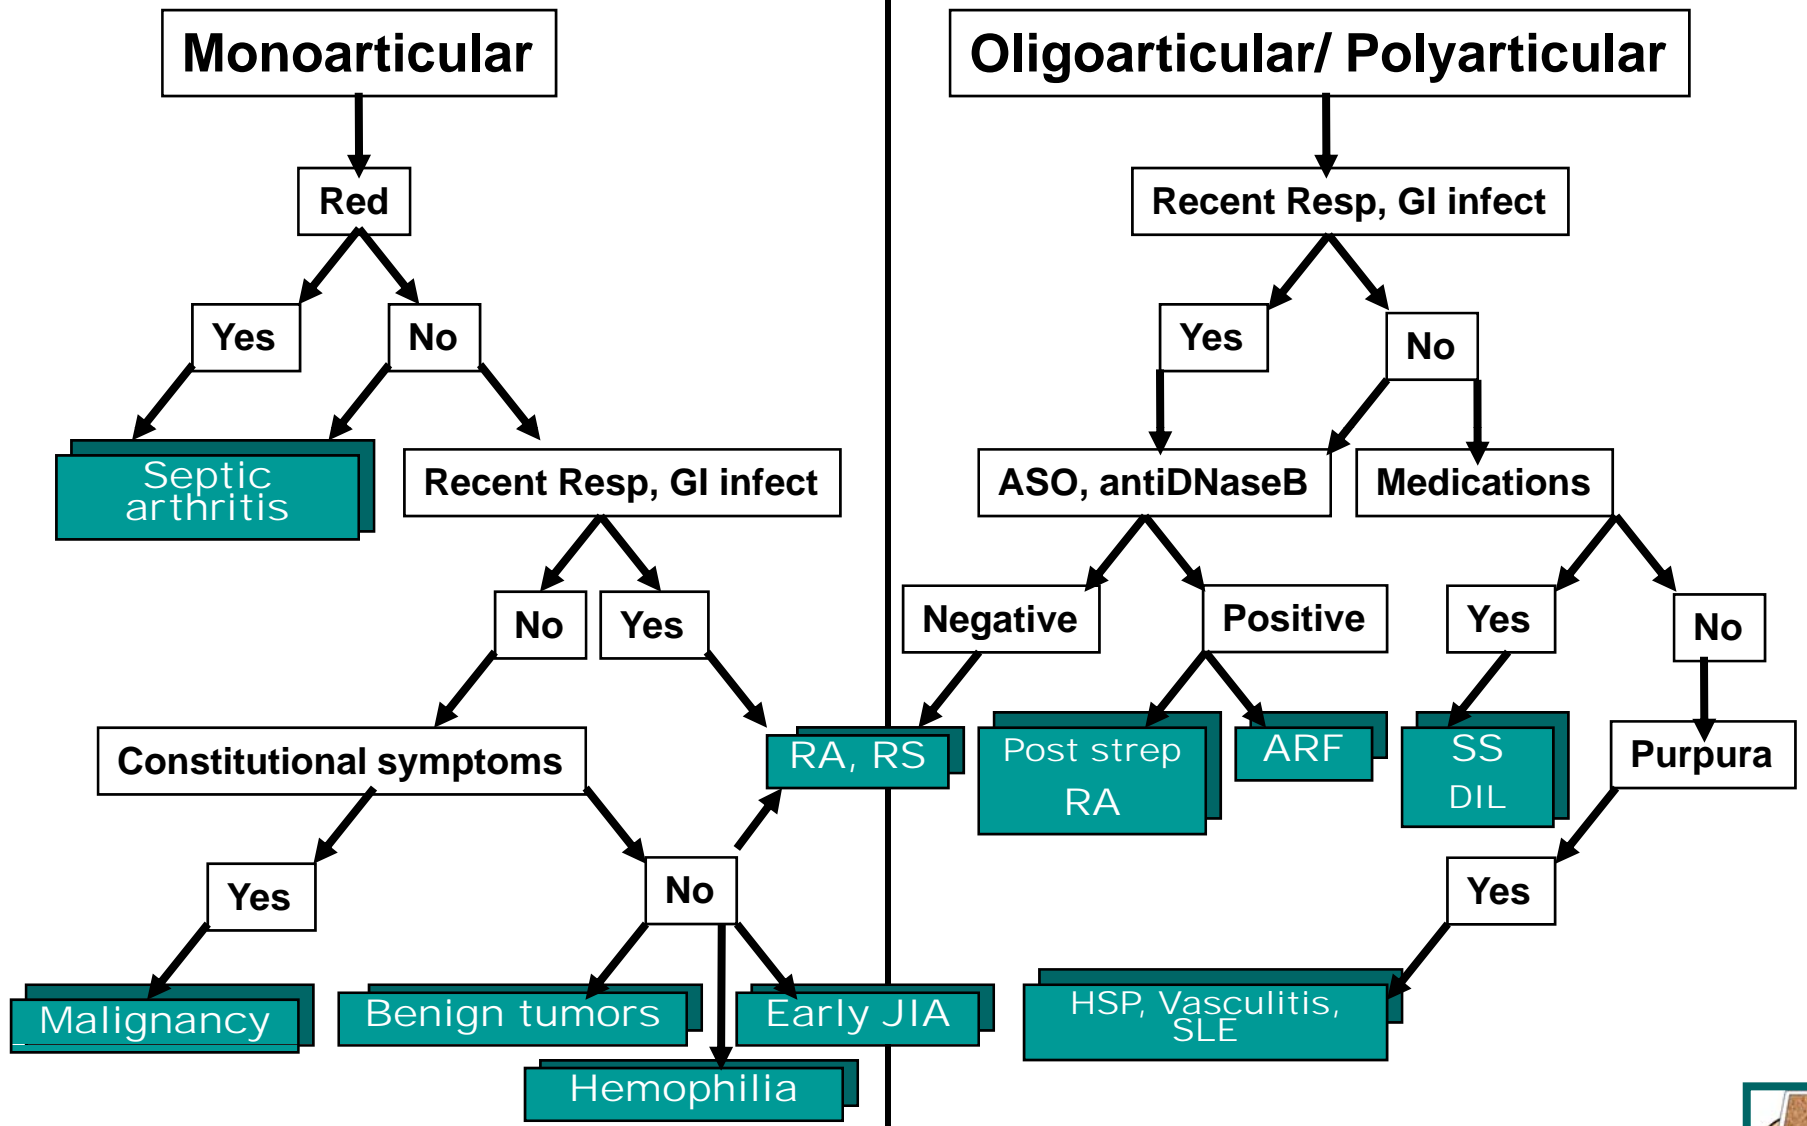 Monoarticular
Red
Yes
No
Septic
arthritis
Recent Resp, GI infect
No
Yes
Constitutional symptoms
RA, RS
Yes
No
Malignancy
Benign tumors
Early JIA
Hemophilia
Oligoarticular/ Polyarticular
Recent Resp, GI infect
Yes
No
ASO, antiDNaseB
Medications
Negative
Positive
Yes
No
Post strep
RA
ARF
SS
DIL
Purpura
Yes
HSP, Vasculitis,
SLE